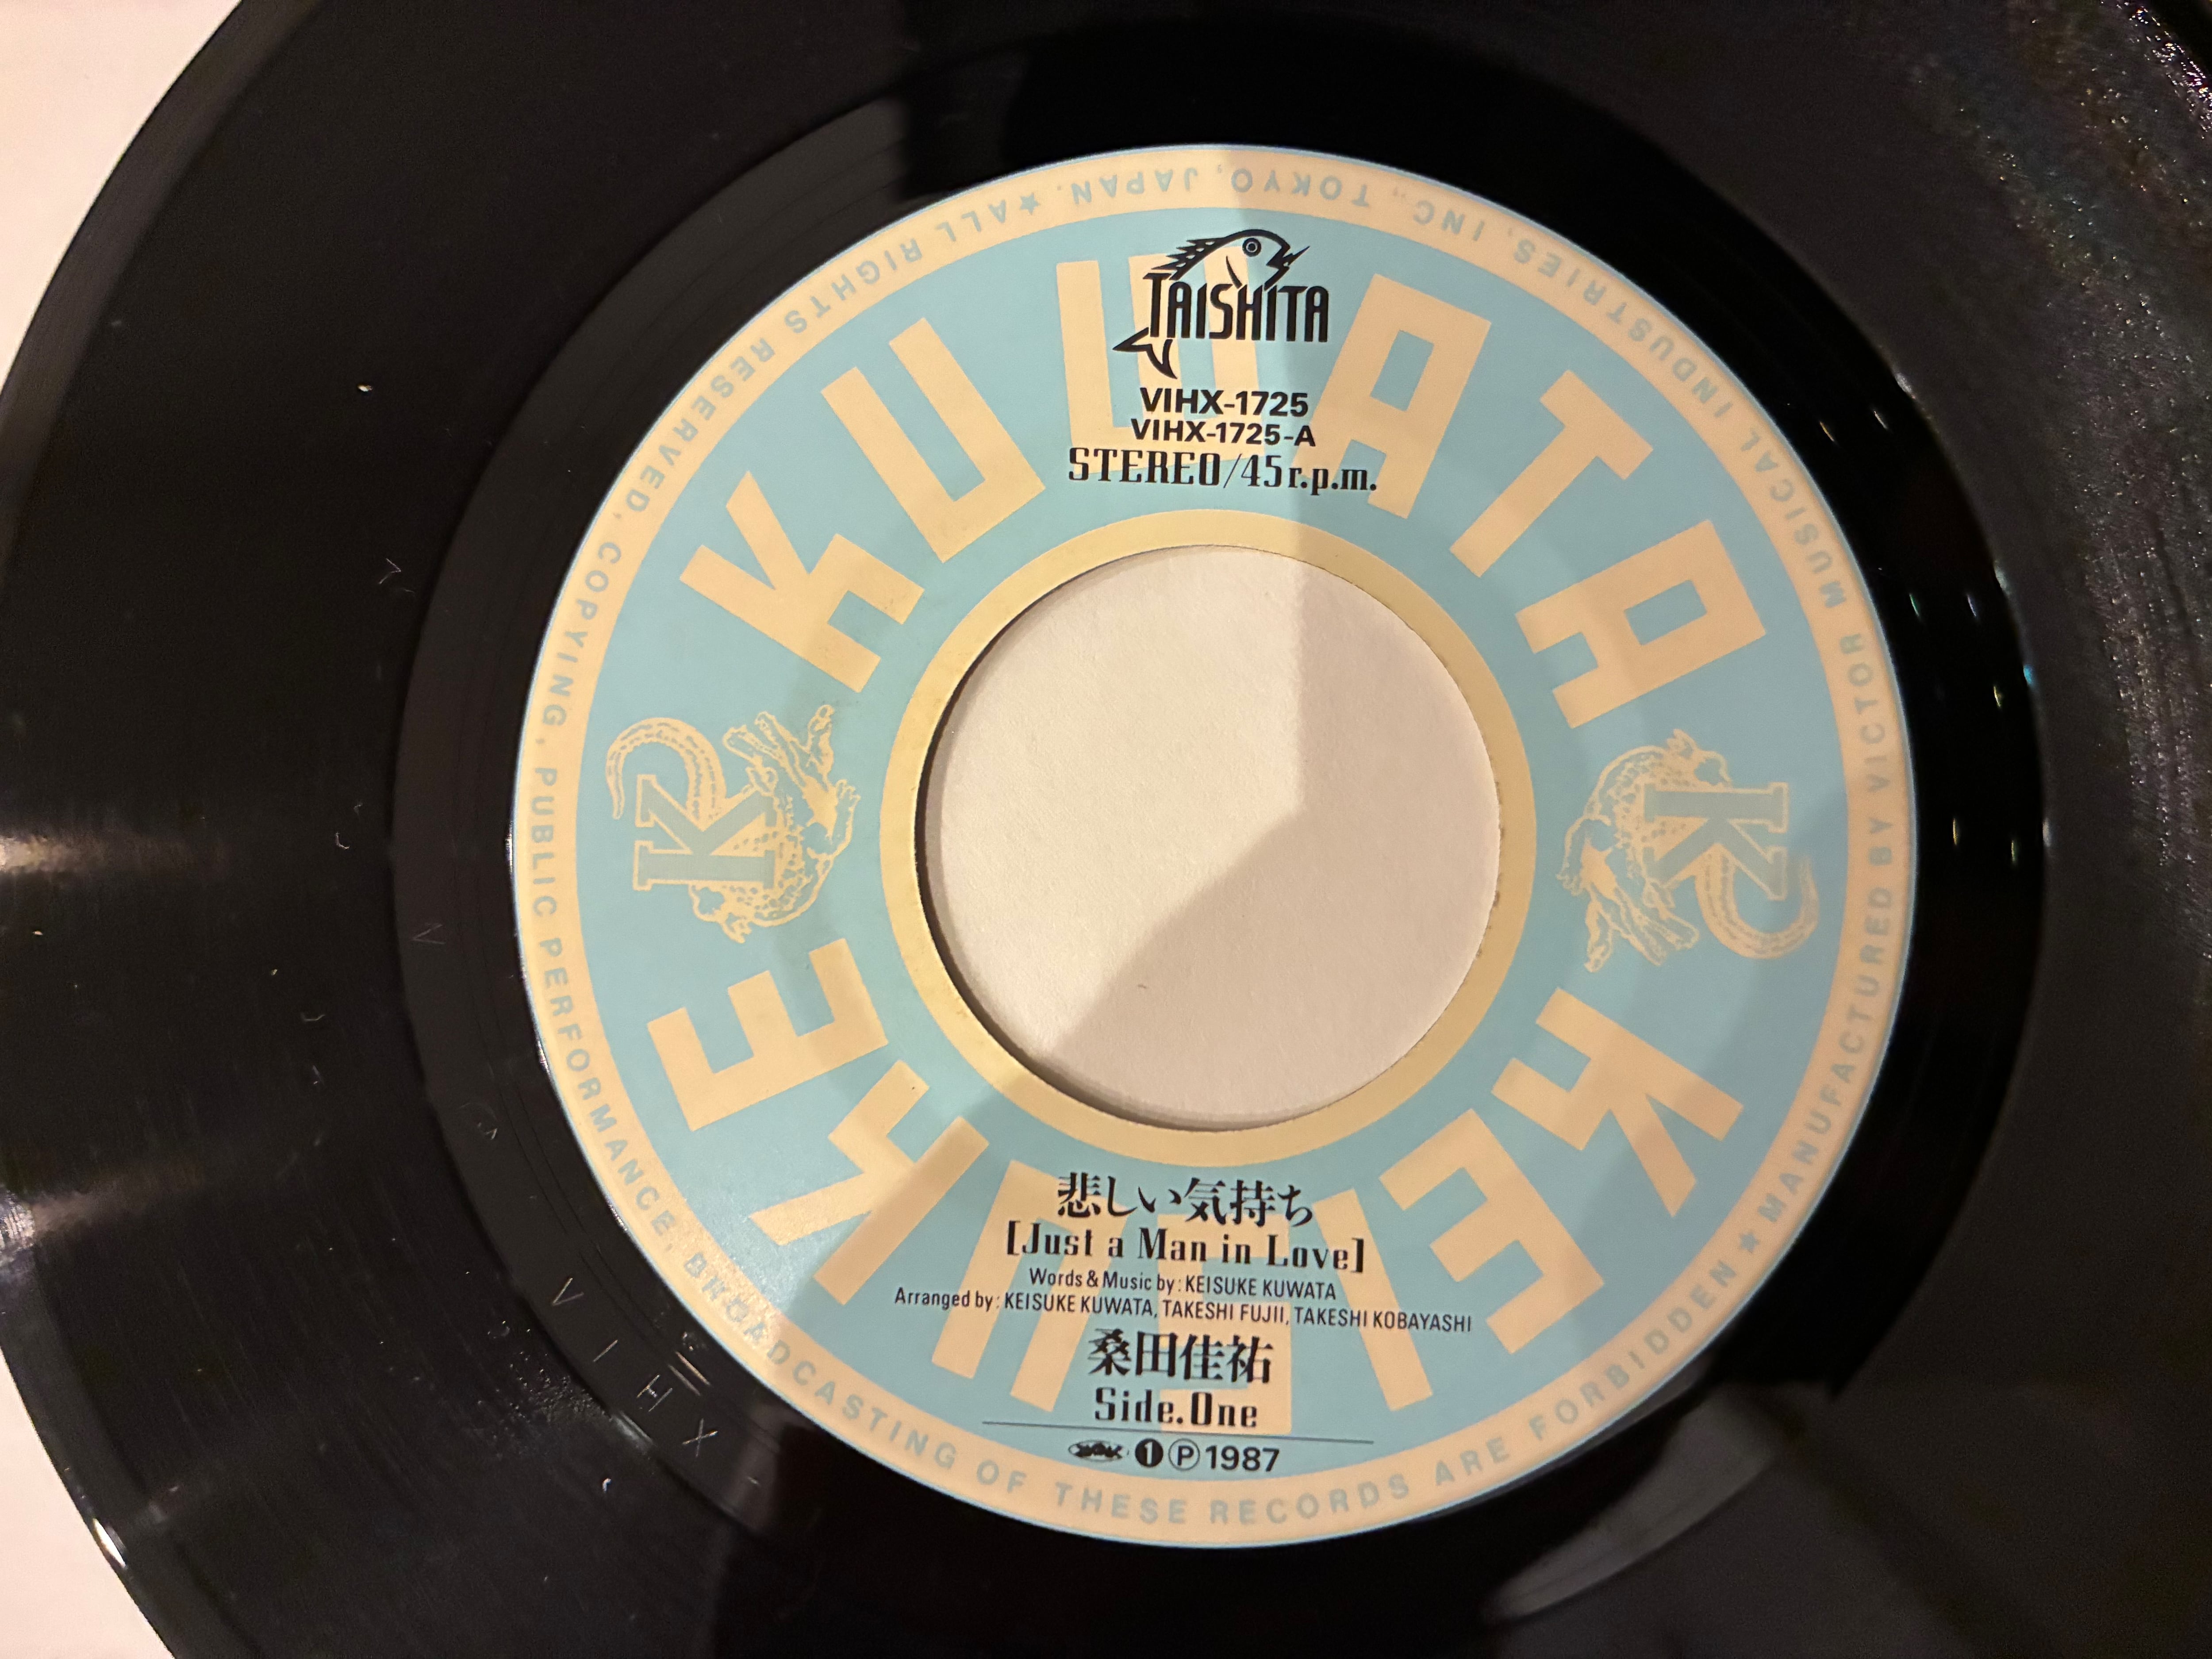 TAISHITA
VIHX-1725
VIHX-1725-A
STEREO/45r.p.m.
KUWATA
K
KEISUKE
K
悲しい気持ち
[Just a Man in Love]
Words & Music by: KEISUKE KUWATA
Arranged by: KEISUKE KUWATA, TAKESHI FUJII, TAKESHI KOBAYASHI
桑田佳祐
Side.One
1 Ⓟ1987
★MANUFACTURED BY VICTOR MUSICAL INDUSTRIES, INC., TOKYO, JAPAN.★ALL RIGHTS RESERVED, COPYING, PUBLIC PERFORMANCE, BROADCASTING OF THESE RECORDS ARE FORBIDDEN
VIHX